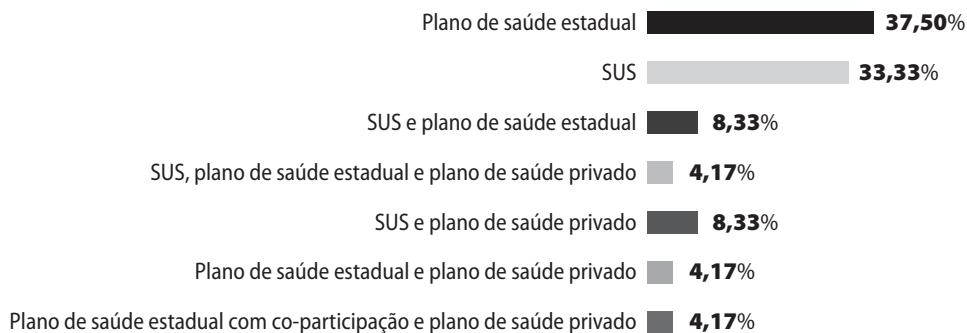 Plano de saúde estadual 37,50%
SUS 33,33%
SUS e plano de saúde estadual 8,33%
SUS, plano de saúde estadual e plano de saúde privado 4,17%
SUS e plano de saúde privado 8,33%
Plano de saúde estadual e plano de saúde privado 4,17%
Plano de saúde estadual com co-participação e plano de saúde privado 4,17%